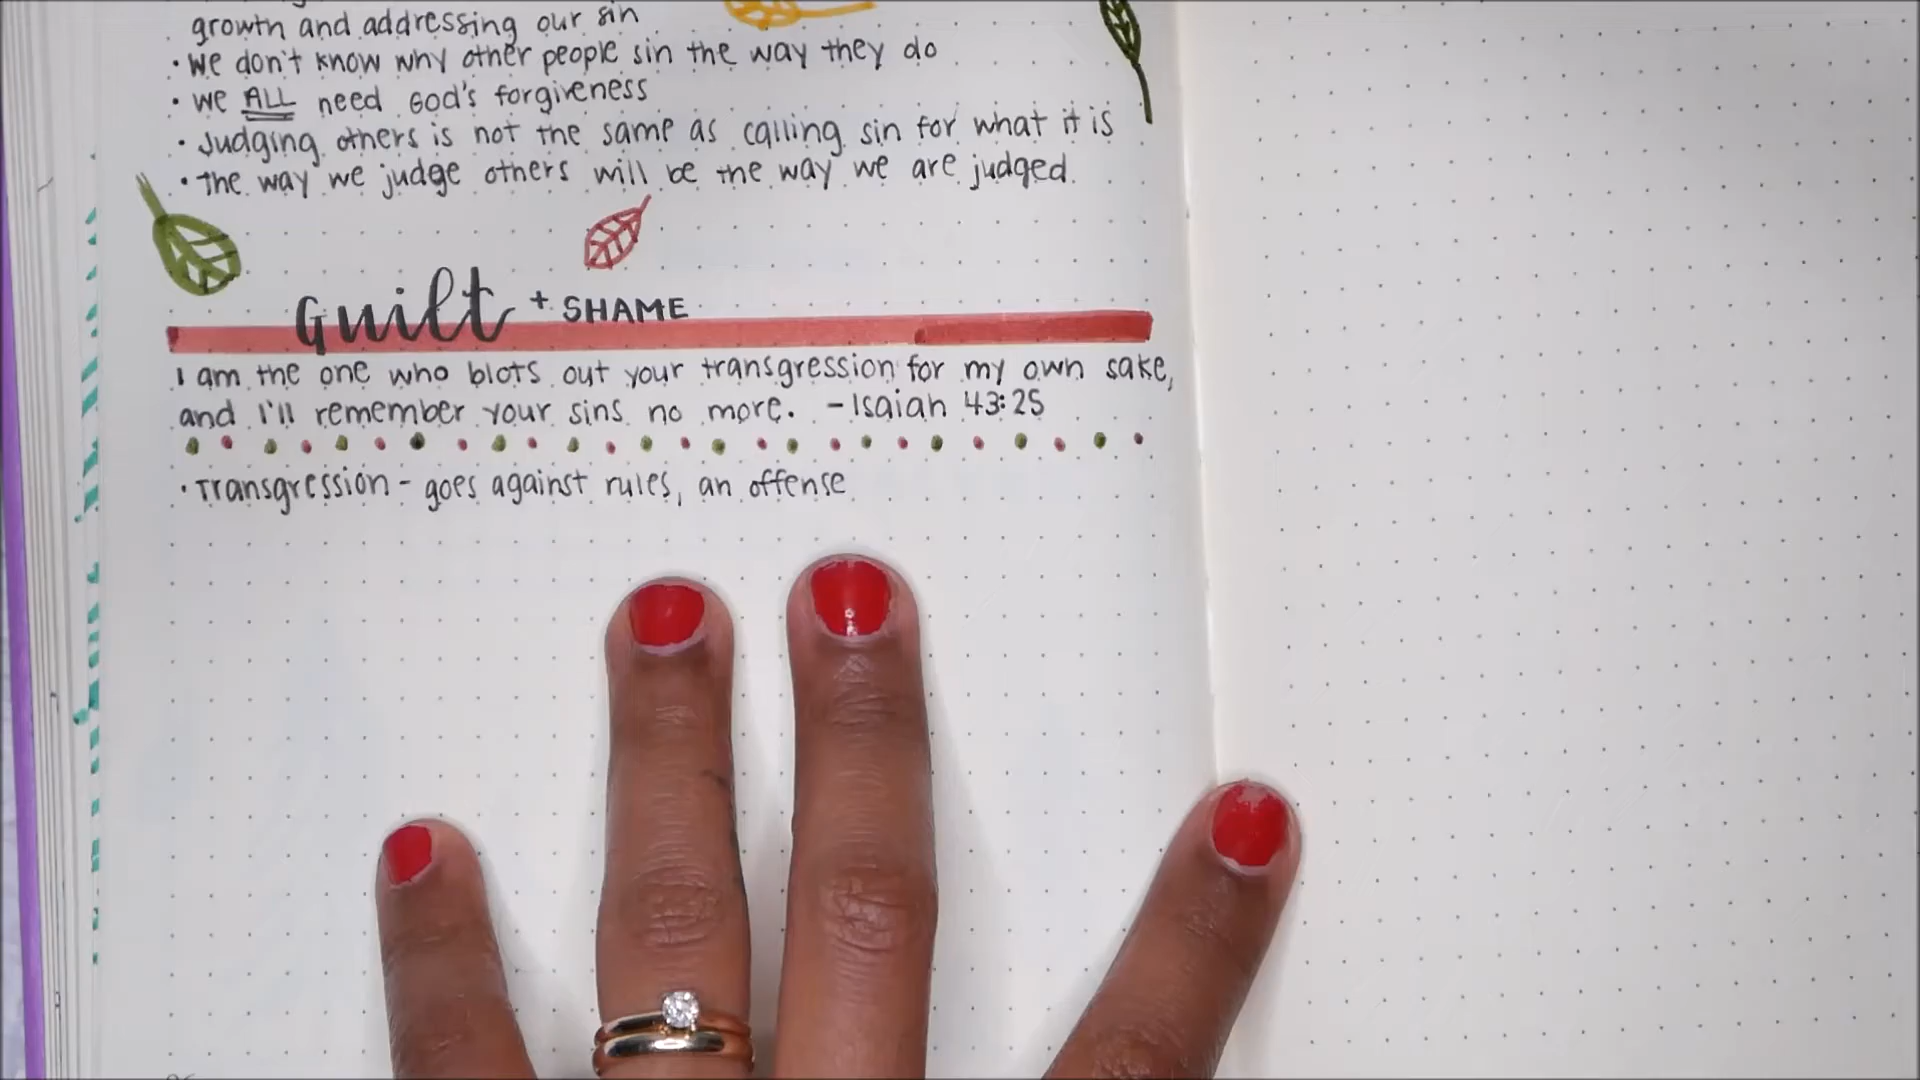 growth and addressing our sin
• We don't know why other people sin the way they do
• We ALL need God's forgiveness
• Judging others is not the same as calling sin for what it is
• The way we judge others will be the way we are judged.
Guilt + SHAME
I am the one who blots out your transgression for my own sake,
and I'll remember your sins no more. - Isaiah 43:25
• Transgression - goes against rules, an offense